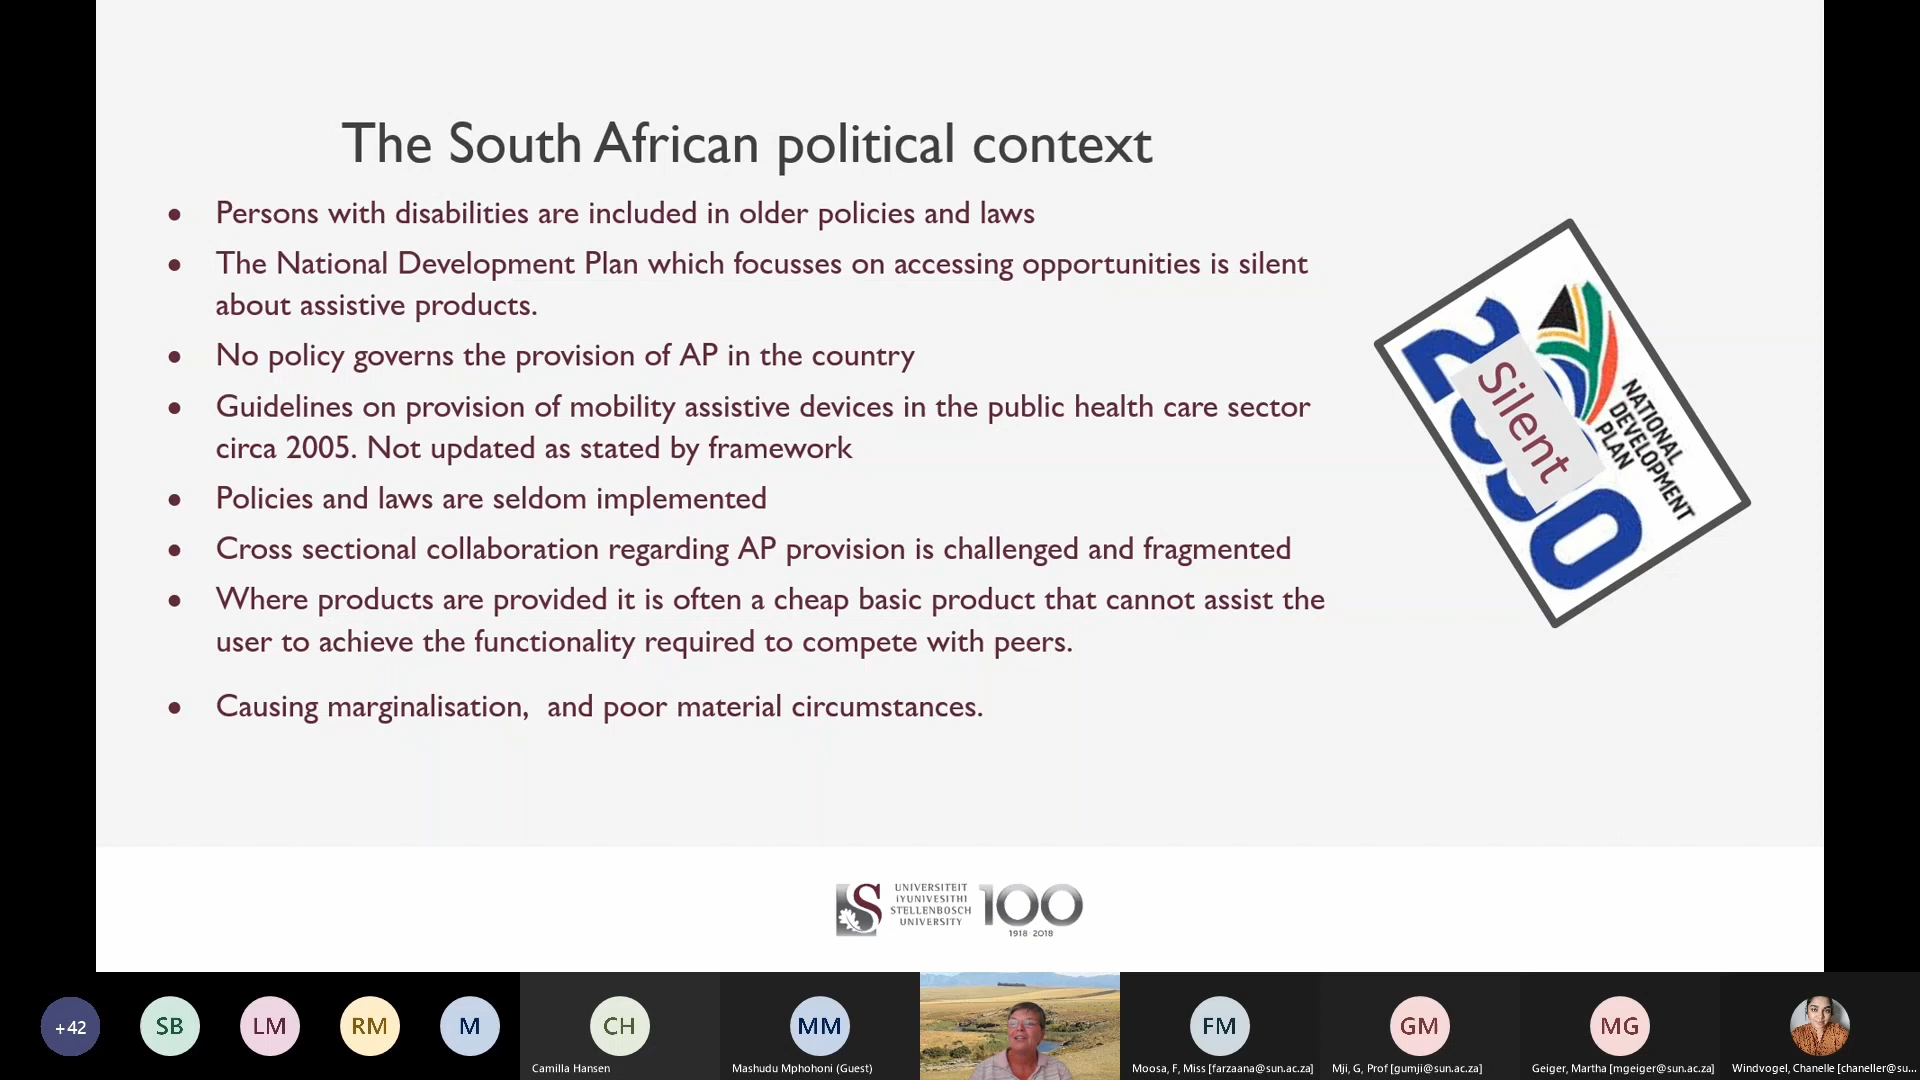 The South African political context
• Persons with disabilities are included in older policies and laws
• The National Development Plan which focusses on accessing opportunities is silent
about assistive products.
• No policy governs the provision of AP in the country
• Guidelines on provision of mobility assistive devices in the public health care sector
circa 2005. Not updated as stated by framework
• Policies and laws are seldom implemented
• Cross sectional collaboration regarding AP provision is challenged and fragmented
• Where products are provided it is often a cheap basic product that cannot assist the
user to achieve the functionality required to compete with peers.
• Causing marginalisation,  and poor material circumstances.
2030
Silent
NATIONAL
DEVELOPMENT
PLAN
S
UNIVERSITEIT
iYUNIVESITHI
STELLENBOSCH
UNIVERSITY
100
1918·2018
+42
SB
LM
RM
M
CH
Camilla Hansen
MM
Mashudu Mphohoni (Guest)
FM
Moosa, F, Miss [farzaana@sun.ac.za]
GM
Mji, G, Prof [gumji@sun.ac.za]
MG
Geiger, Martha [mgeiger@sun.ac.za]
Windvogel, Chanelle [chaneller@su...